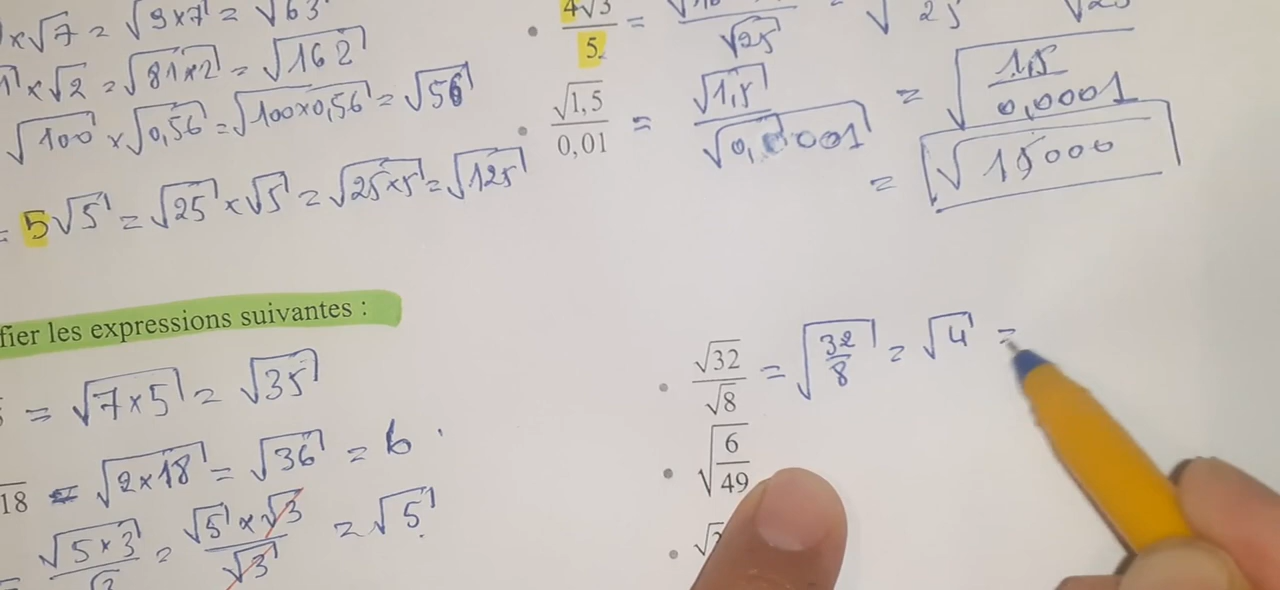 ×√7 = √9×7 = √63
×√2 = √81×2 = √162
√100 × √0,56 = √100×0,56 = √56
= 5√5 = √25 × √5 = √25×5 = √125
• 4√3/5 = /√25
• √1,5/0,01 = √1,5/√0,0001 = √1,5/0,0001
= √15000
fier les expressions suivantes :
= √7×5 = √35
18 = √2×18 = √36 = 6
√5×3 = √5×√3/√3 = √5
• √32/√8 = √32/8 = √4 =
• √6/49